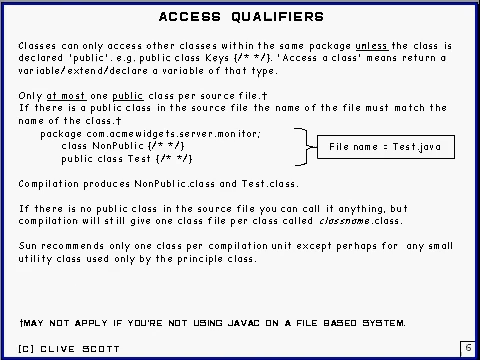 ACCESS QUALIFIERS
Classes can only access other classes within the same package unless the class is
declared 'public'. e.g. public class Keys {/* */}. 'Access a class' means return a
variable/extend/declare a variable of that type.
Only at most one public class per source file.†
If there is a public class in the source file the name of the file must match the
name of the class.†
package com.acmewidgets.server.monitor;
class NonPublic {/* */}
public class Test {/* */}
File name = Test.java
Compilation produces NonPublic.class and Test.class.
If there is no public class in the source file you can call it anything, but
compilation will still give one class file per class called classname.class.
Sun recommends only one class per compilation unit except perhaps for any small
utility class used only by the principle class.
†MAY NOT APPLY IF YOU'RE NOT USING JAVAC ON A FILE BASED SYSTEM.
[C] CLIVE SCOTT
6